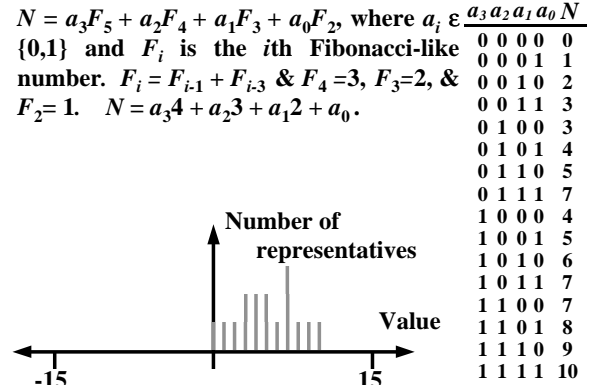 N = a3F5 + a2F4 + a1F3 + a0F2, where ai ε
{0,1} and Fi is the ith Fibonacci-like
number. Fi = Fi-1 + Fi-3 & F4 =3, F3=2, &
F2= 1. N = a34 + a23 + a12 + a0.
a3 a2 a1 a0 N
0 0 0 0 0
0 0 0 1 1
0 0 1 0 2
0 0 1 1 3
0 1 0 0 3
0 1 0 1 4
0 1 1 0 5
0 1 1 1 7
1 0 0 0 4
1 0 0 1 5
1 0 1 0 6
1 0 1 1 7
1 1 0 0 7
1 1 0 1 8
1 1 1 0 9
1 1 1 1 10
Number of
representatives
Value
-15 15